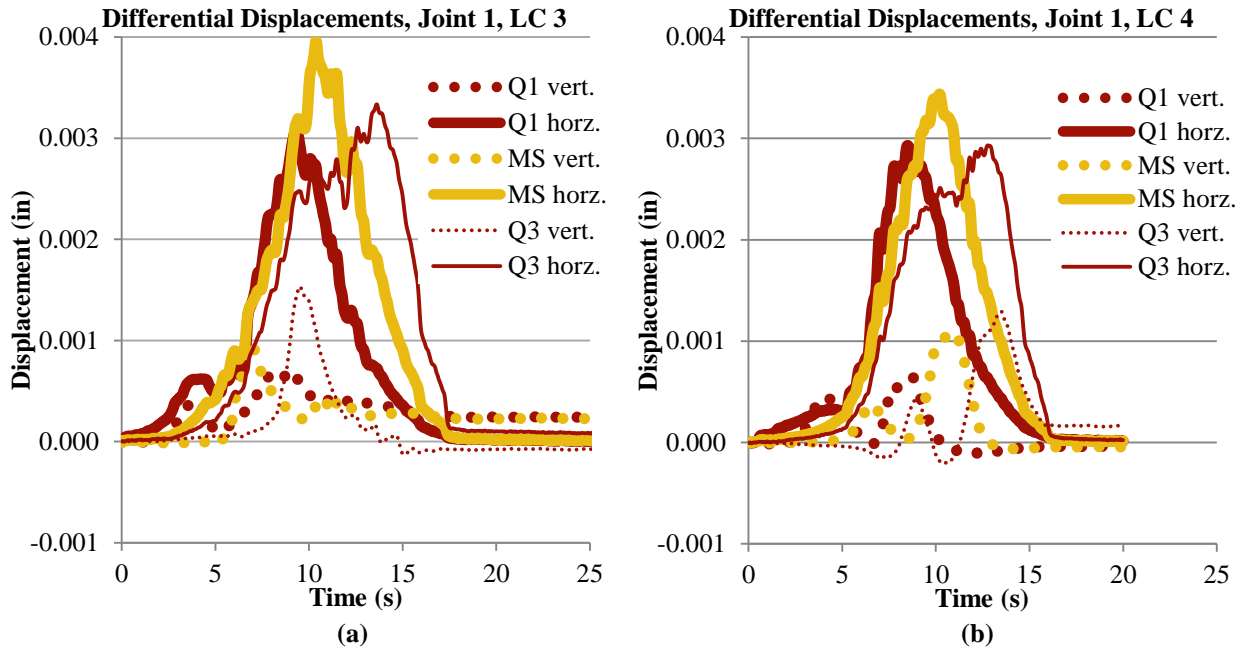 Differential Displacements, Joint 1, LC 3
0.004
0.003
0.002
0.001
0.000
-0.001
Displacement (in)
Q1 vert.
Q1 horz.
MS vert.
MS horz.
Q3 vert.
Q3 horz.
0 5 10 15 20 25
Time (s)
(a)
Differential Displacements, Joint 1, LC 4
0.004
0.003
0.002
0.001
0.000
-0.001
Displacement (in)
Q1 vert.
Q1 horz.
MS vert.
MS horz.
Q3 vert.
Q3 horz.
0 5 10 15 20 25
Time (s)
(b)